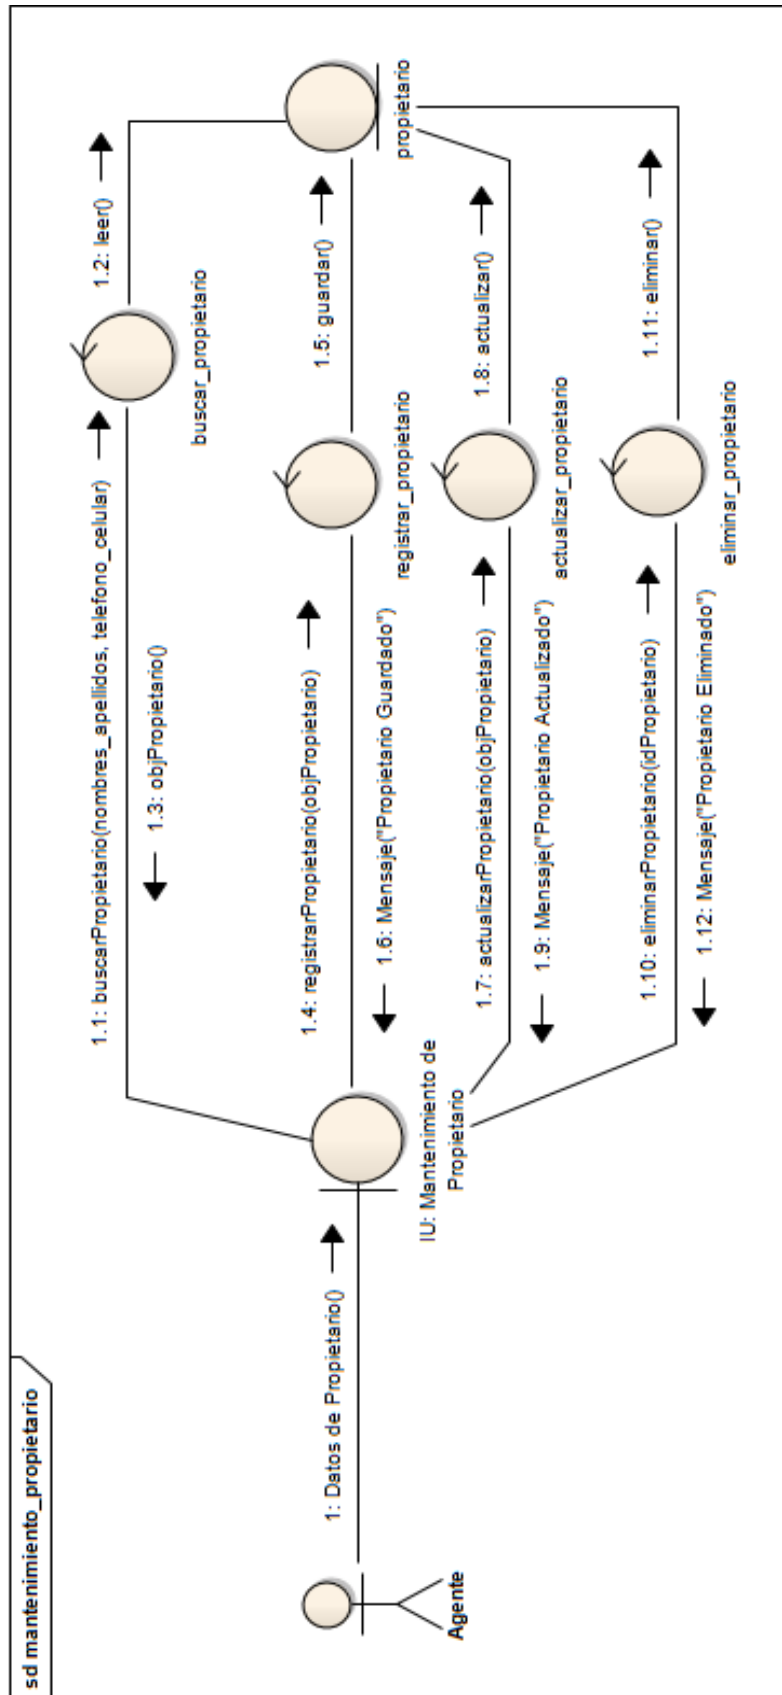 sd mantenimiento_propietario
Agente
1: Datos de Propietario()
IU: Mantenimiento de
Propietario
1.1: buscarPropietario(nombres_apellidos, telefono_celular)
1.3: objPropietario()
buscar_propietario
1.2: leer()
1.4: registrarPropietario(objPropietario)
1.6: Mensaje("Propietario Guardado")
registrar_propietario
1.5: guardar()
propietario
1.7: actualizarPropietario(objPropietario)
1.9: Mensaje("Propietario Actualizado")
actualizar_propietario
1.8: actualizar()
1.10: eliminarPropietario(idPropietario)
1.12: Mensaje("Propietario Eliminado")
eliminar_propietario
1.11: eliminar()